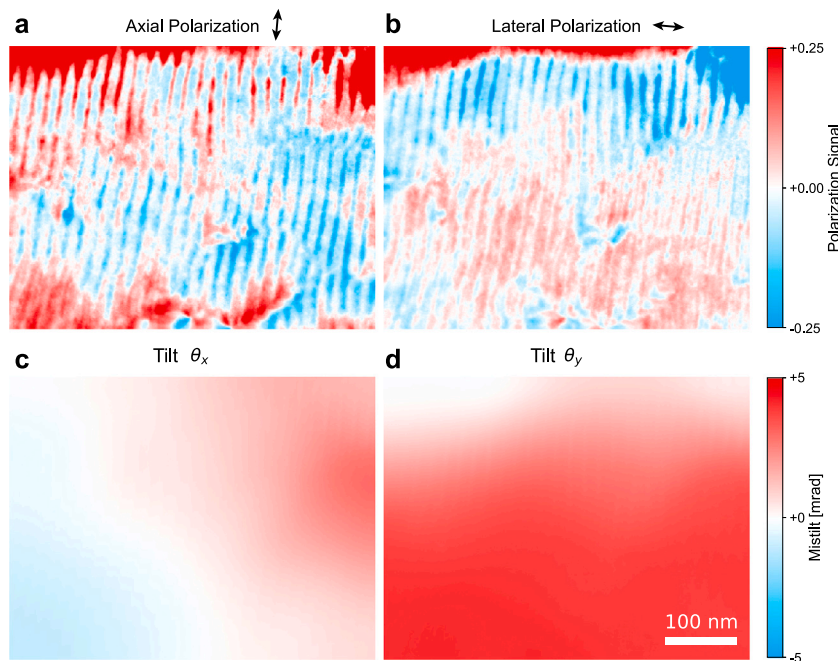 a Axial Polarization
b Lateral Polarization
+0.25
+0.00
-0.25
Polarization Signal
c Tilt θx
d Tilt θy
+5
+0
-5
Mistilt [mrad]
100 nm